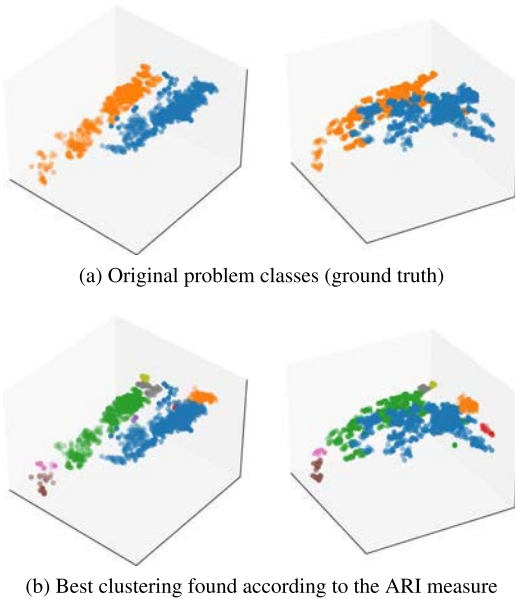 (a) Original problem classes (ground truth)
(b) Best clustering found according to the ARI measure